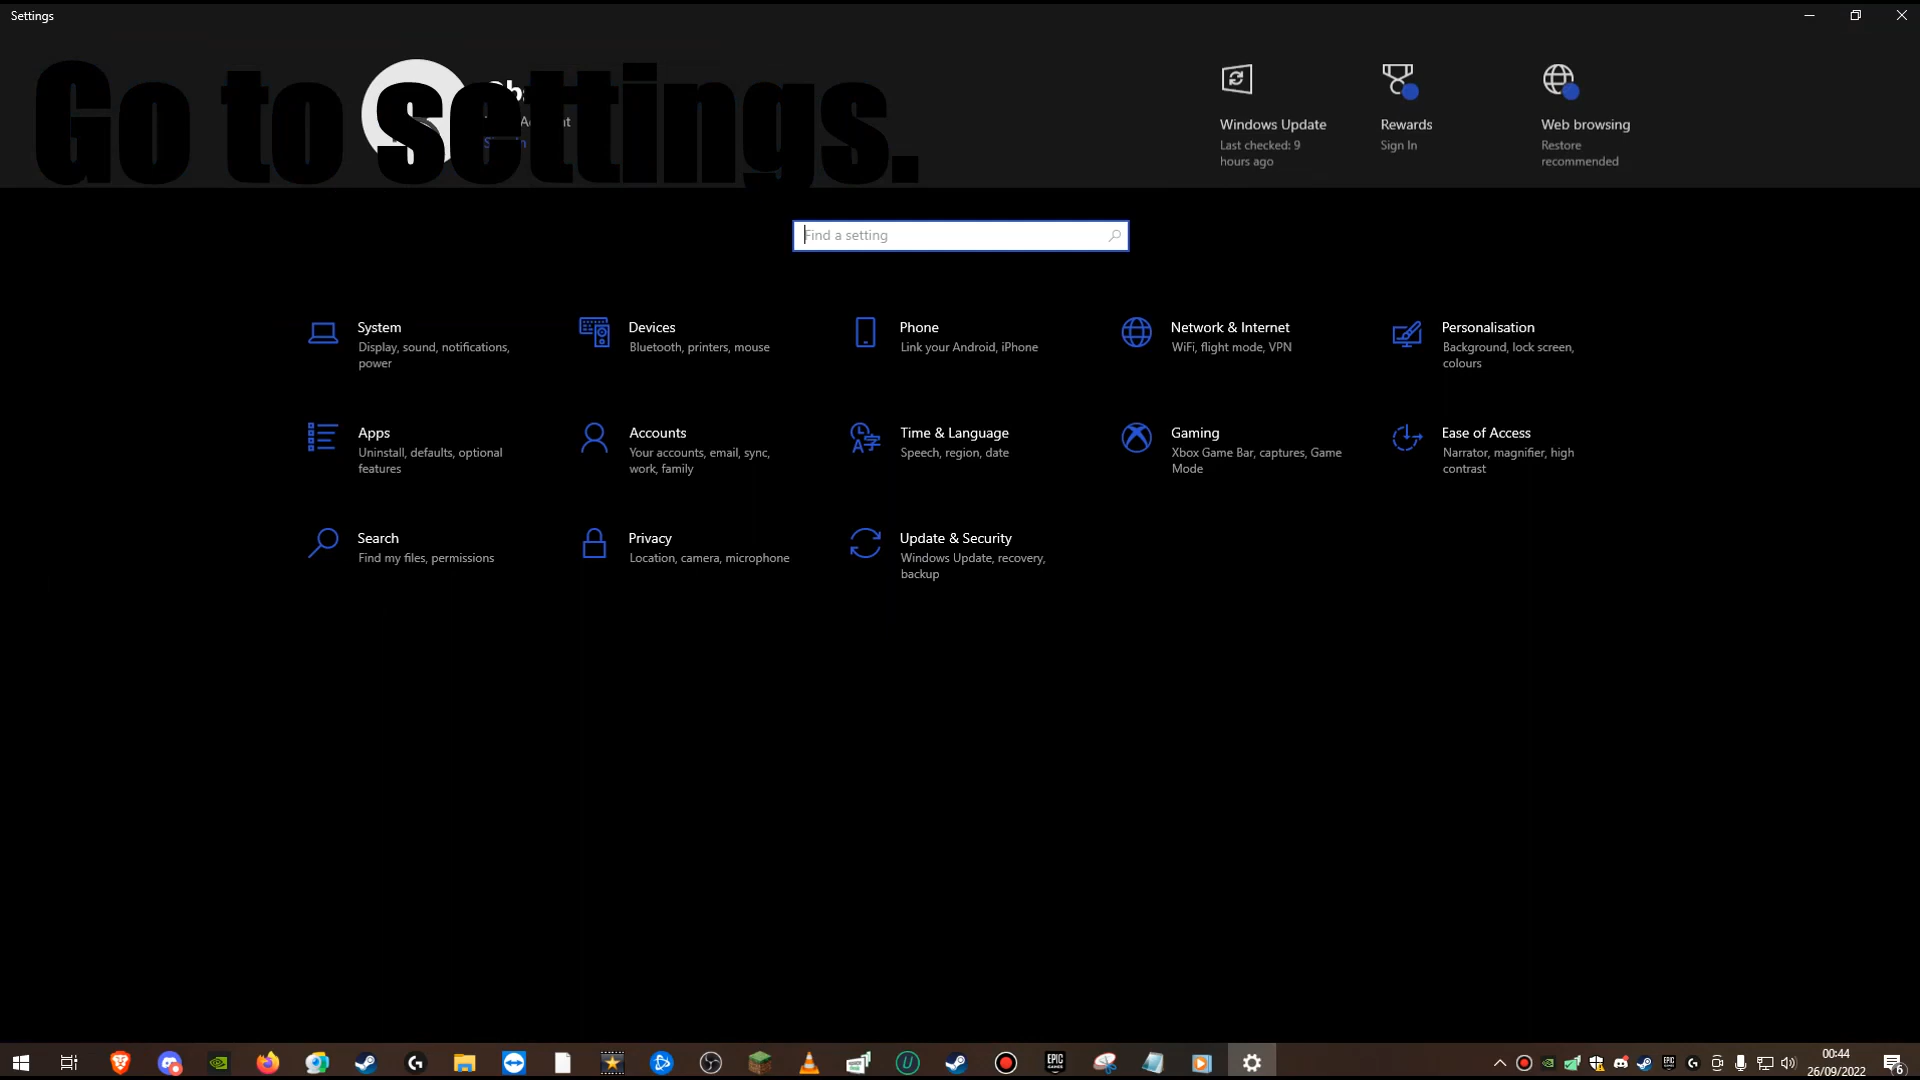 Settings
Go to settings.
Windows Update
Last checked: 9
hours ago
Rewards
Sign In
Web browsing
Restore
recommended
Find a setting
System
Display, sound, notifications,
power
Devices
Bluetooth, printers, mouse
Phone
Link your Android, iPhone
Network & Internet
WiFi, flight mode, VPN
Personalisation
Background, lock screen,
colours
Apps
Uninstall, defaults, optional
features
Accounts
Your accounts, email, sync,
work, family
Time & Language
Speech, region, date
Gaming
Xbox Game Bar, captures, Game
Mode
Ease of Access
Narrator, magnifier, high
contrast
Search
Find my files, permissions
Privacy
Location, camera, microphone
Update & Security
Windows Update, recovery,
backup
EPIC
GAMES
00:44
26/09/2022
6